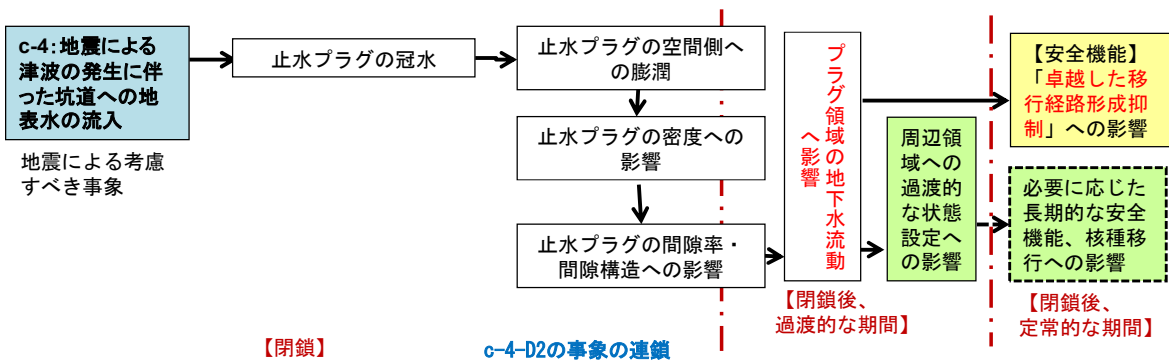 c-4:地震による
津波の発生に伴
った坑道への地
表水の流入
地震による考慮
すべき事象
止水プラグの冠水
止水プラグの空間側へ
の膨潤
止水プラグの密度への
影響
止水プラグの間隙率・
間隙構造への影響
プラグ領域の地下水流動
へ影響
周辺領
域への
過渡的
な状態
設定へ
の影響
【安全機能】
「卓越した移
行経路形成抑
制」への影響
必要に応じた
長期的な安全
機能、核種移
行への影響
【閉鎖】
c-4-D2の事象の連鎖
【閉鎖後、
過渡的な期間】
【閉鎖後、
定常的な期間】